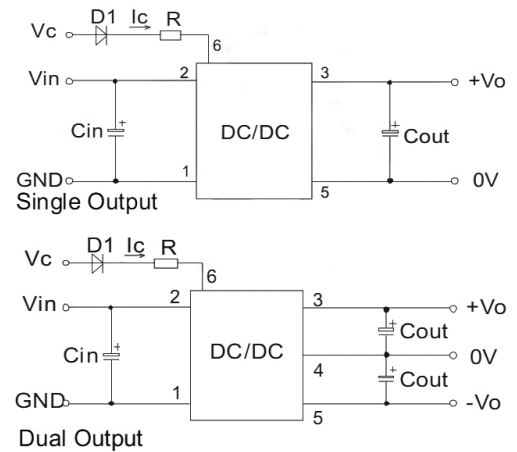 D1 Ic R
Vc
6
Vin 2 3 +Vo
Cin + DC/DC + Cout
GND 1 5 0V
Single Output
D1 Ic R
Vc
6
Vin 2 3 +Vo
+ Cout
Cin + DC/DC 4 0V
+ Cout
GND 1 5 -Vo
Dual Output